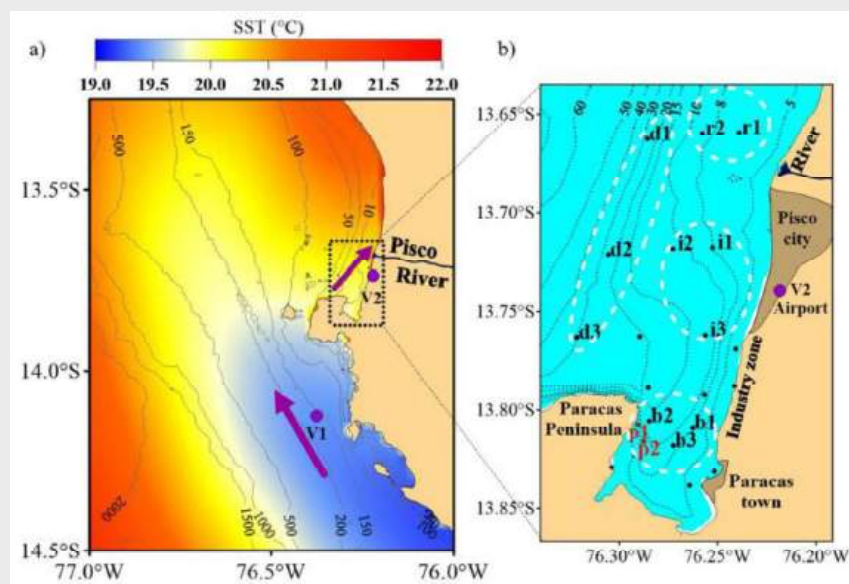 SST (°C)
a)
19.0 19.5 20.0 20.5 21.0 21.5 22.0
500
150
100
50
10
13.5°S
14.0°S
14.5°S
Pisco
River
V2
V1
2000
1500
1000
500
200
150
77.0°W 76.5°W 76.0°W
b)
13.65°S
13.70°S
13.75°S
13.80°S
13.85°S
60
50
40
30
20
15
8
5
d1
r2
r1
River
Pisco
city
d2
i2
i1
V2
Airport
d3
i3
Industry zone
Paracas
Peninsula
b2
b1
p1
p2
b3
Paracas
town
76.30°W 76.25°W 76.20°W